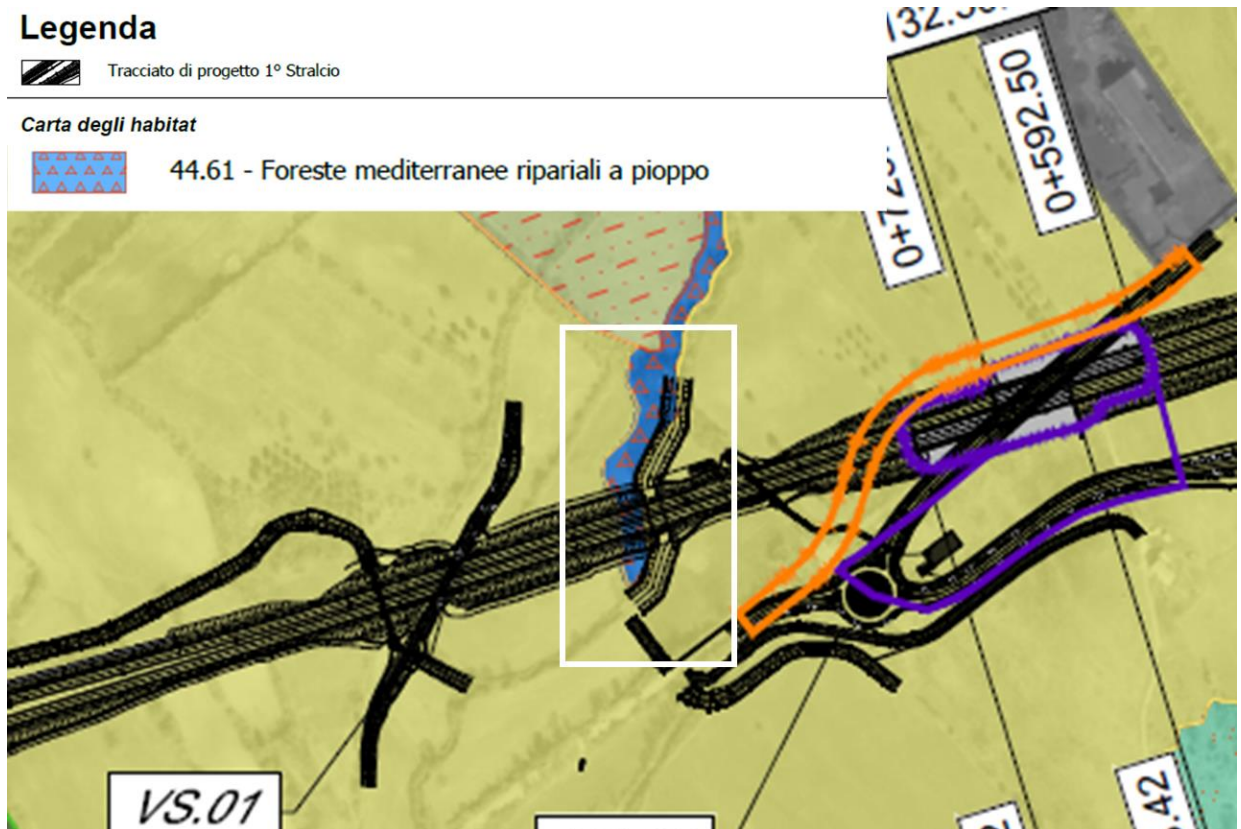 Legenda
Tracciato di progetto 1° Stralcio
Carta degli habitat
44.61 - Foreste mediterranee ripariali a pioppo
0+592.50
VS.01